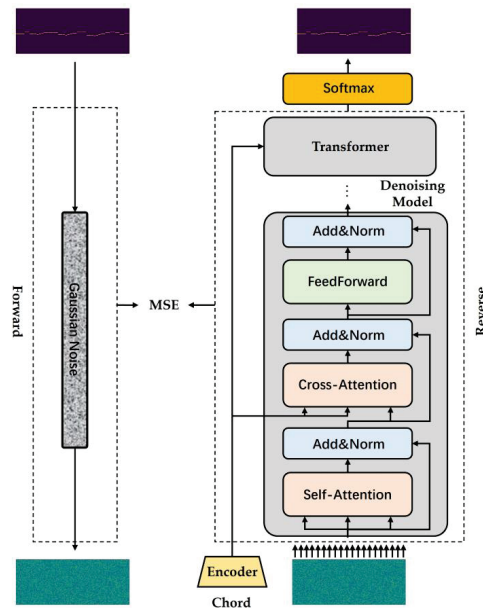 Softmax
Transformer
Denoising
Model
Add&Norm
FeedForward
Add&Norm
Cross-Attention
Add&Norm
Self-Attention
Forward
Gaussian Noise
MSE
Reverse
Encoder
Chord